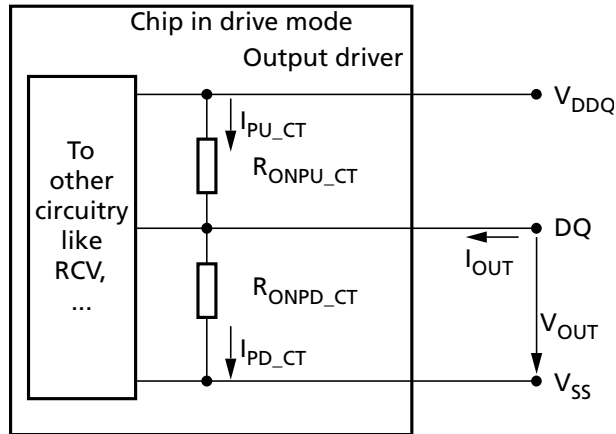 Chip in drive mode
Output driver
To
other
circuitry
like
RCV,
...
I_PU_CT
R_ONPU_CT
R_ONPD_CT
I_PD_CT
V_DDQ
DQ
I_OUT
V_OUT
V_SS